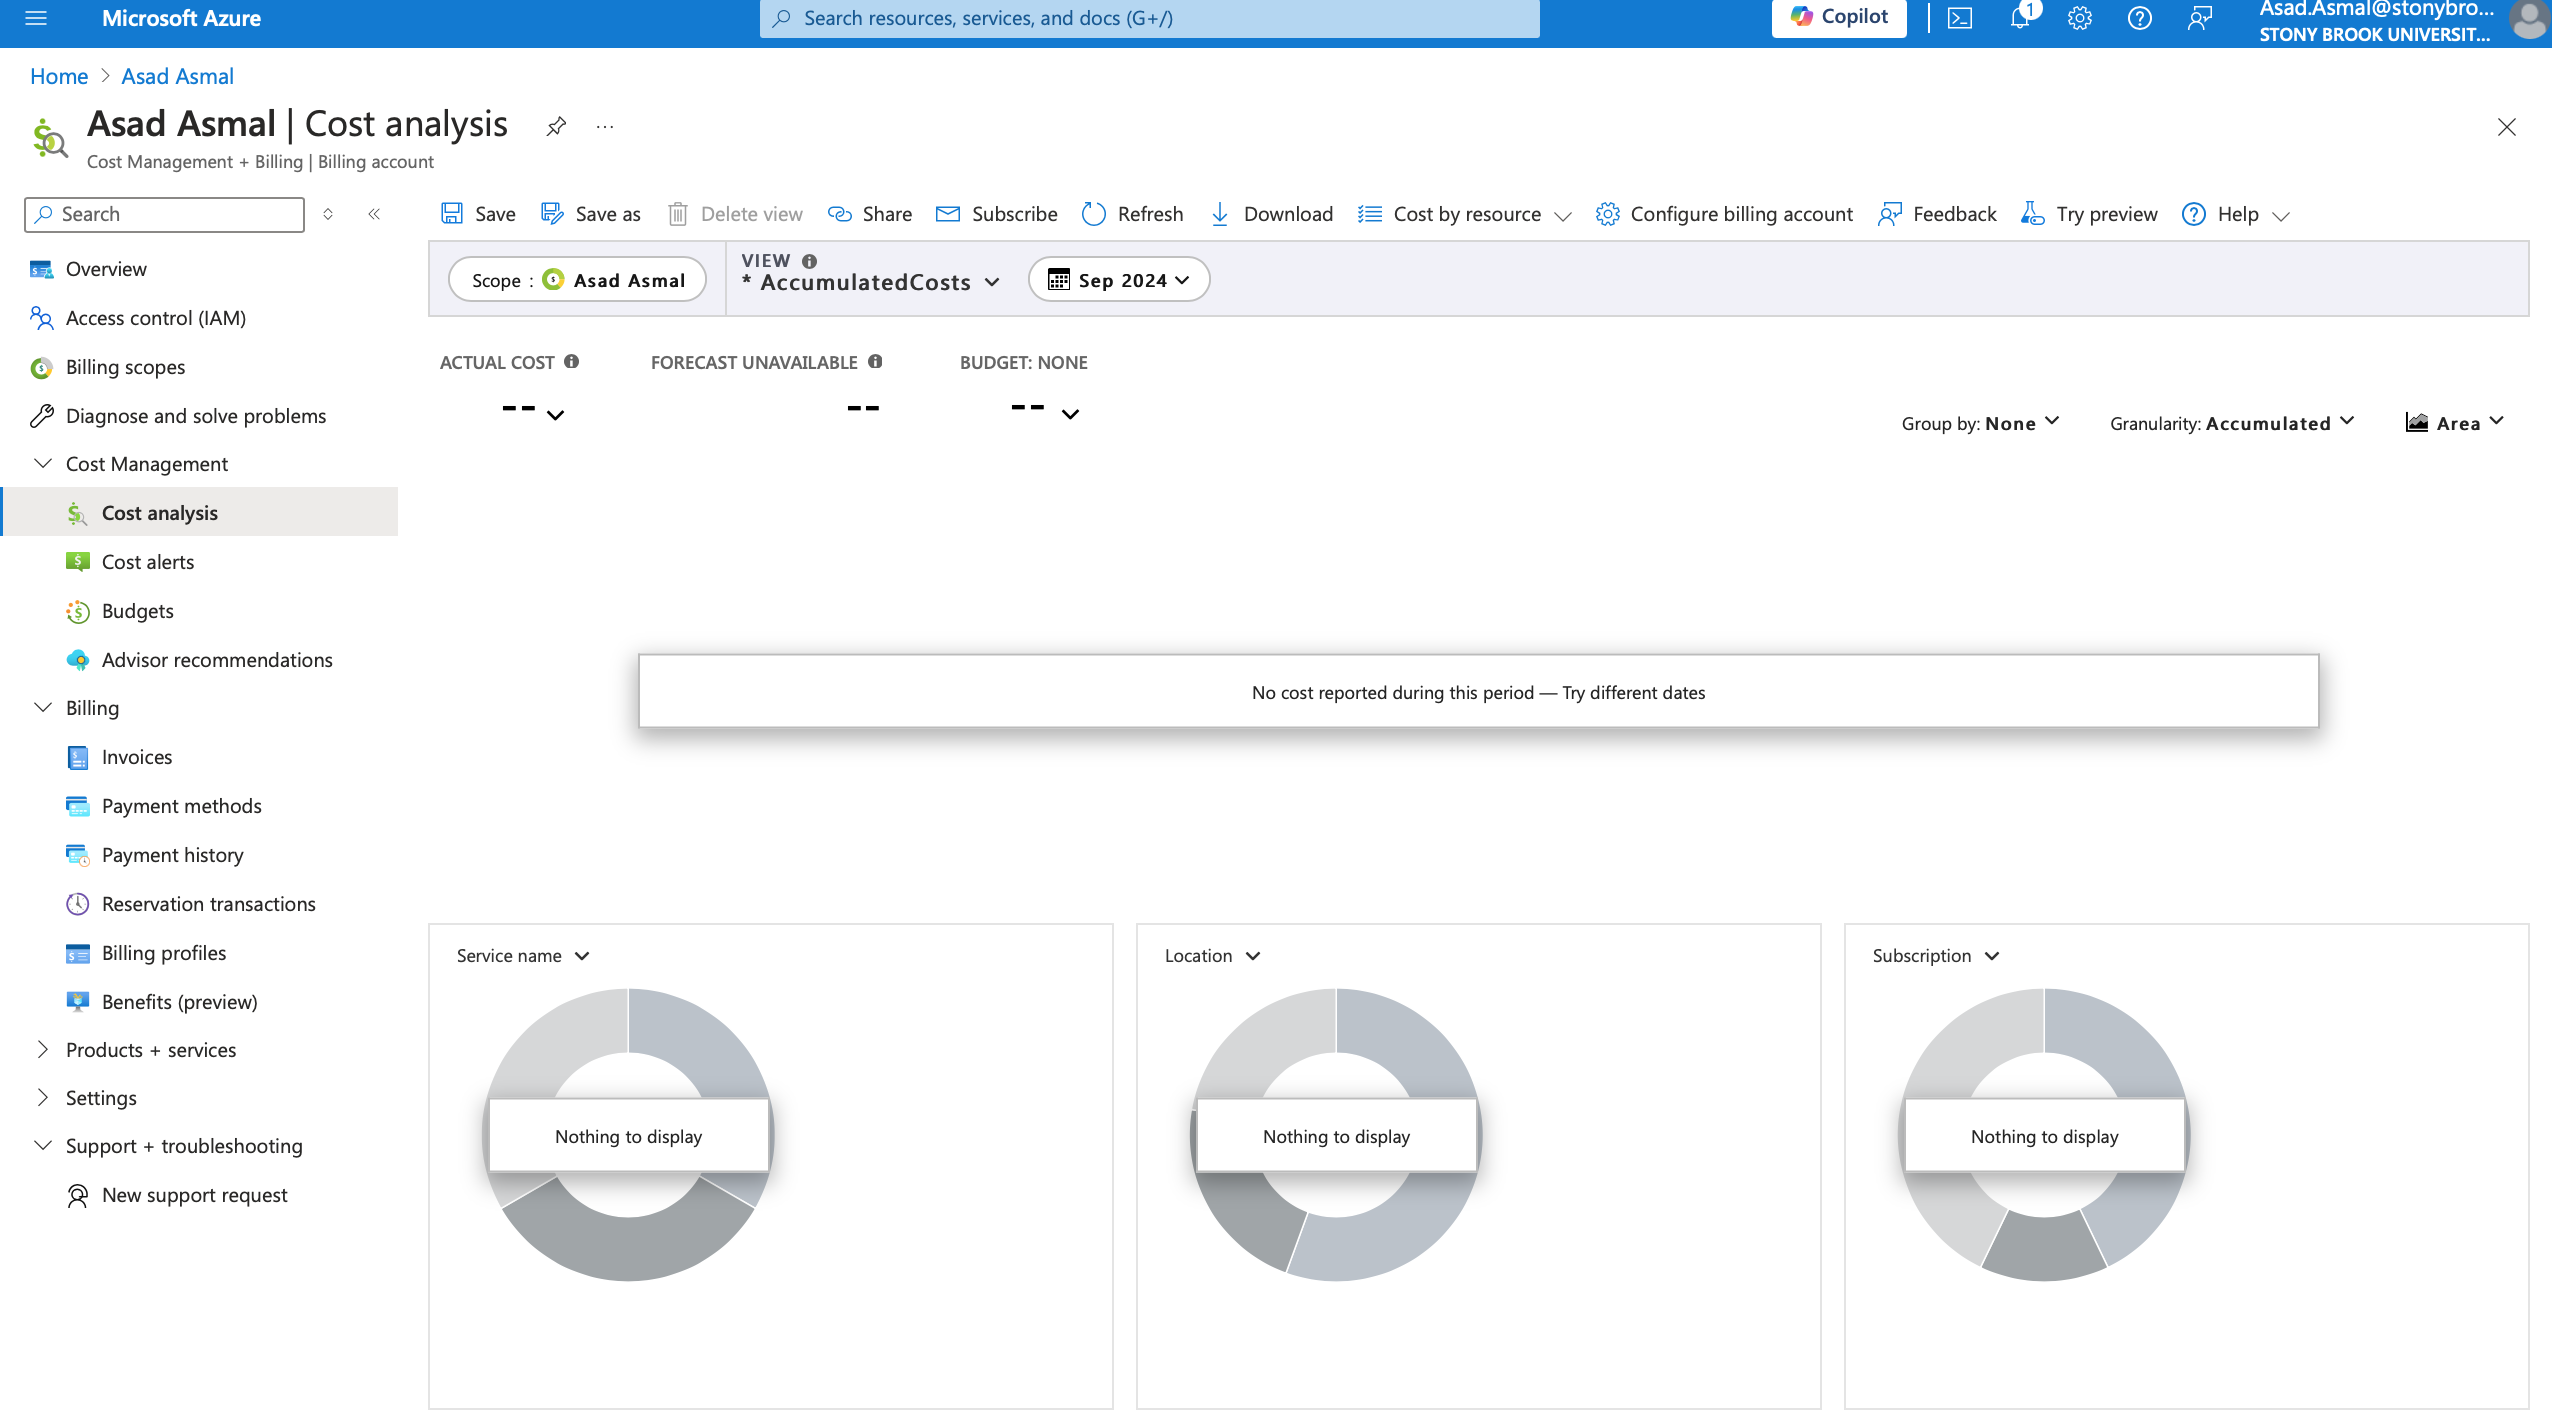 Microsoft Azure
Search resources, services, and docs (G+/)
Copilot
1
Asad.Asmal@stonybro...
STONY BROOK UNIVERSIT...
Home > Asad Asmal
Asad Asmal | Cost analysis
Cost Management + Billing | Billing account
Search
Save
Save as
Delete view
Share
Subscribe
Refresh
Download
Cost by resource
Configure billing account
Feedback
Try preview
Help
Overview
Access control (IAM)
Billing scopes
Diagnose and solve problems
Cost Management
Cost analysis
Cost alerts
Budgets
Advisor recommendations
Billing
Invoices
Payment methods
Payment history
Reservation transactions
Billing profiles
Benefits (preview)
Products + services
Settings
Support + troubleshooting
New support request
Scope : Asad Asmal
VIEW
* AccumulatedCosts
Sep 2024
ACTUAL COST
--
FORECAST UNAVAILABLE
--
BUDGET: NONE
--
Group by: None
Granularity: Accumulated
Area
No cost reported during this period — Try different dates
Service name
Nothing to display
Location
Nothing to display
Subscription
Nothing to display